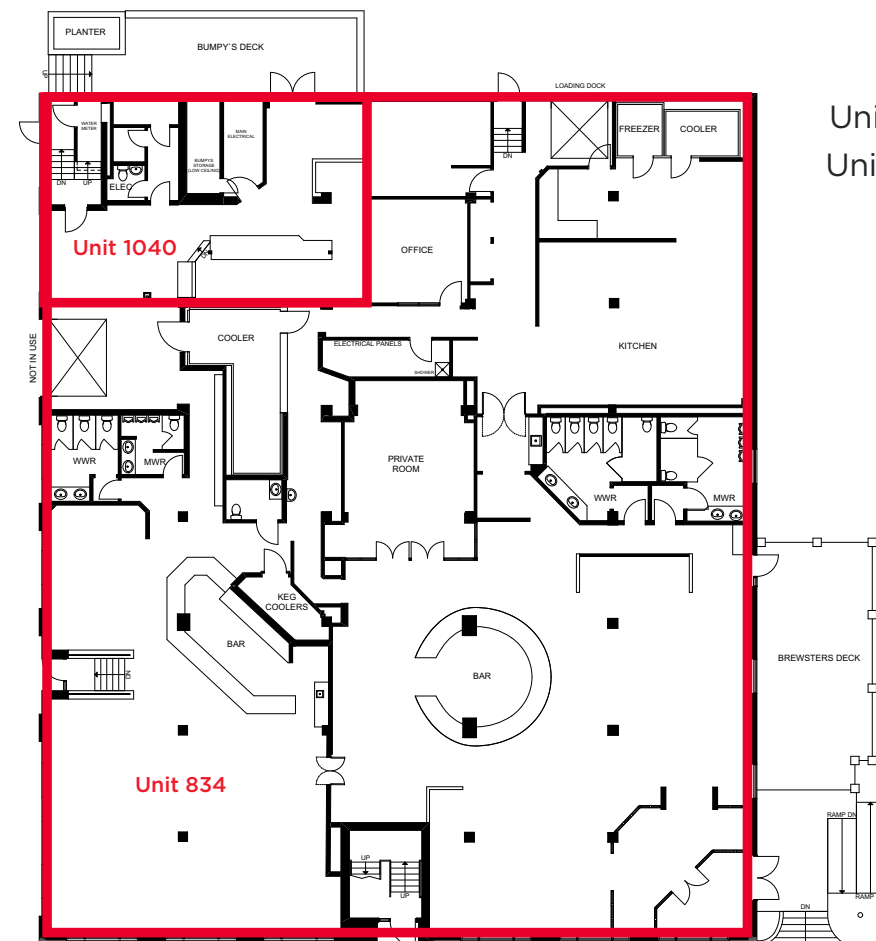 PLANTER
BUMPY'S DECK
UP
LOADING DOCK
WATER
METER
MAIN
ELECTRICAL
BUMPY'S
STORAGE
(LOW CEILING)
DN
UP
ELEC
DN
FREEZER
COOLER
Uni
Uni
Unit 1040
OFFICE
NOT IN USE
COOLER
ELECTRICAL PANELS
SHOWER
KITCHEN
PRIVATE
ROOM
WWR
MWR
WWR
MWR
KEG
COOLERS
BAR
BAR
DN
BREWSTERS DECK
Unit 834
UP
UP
RAMP DN
RAMP
DN